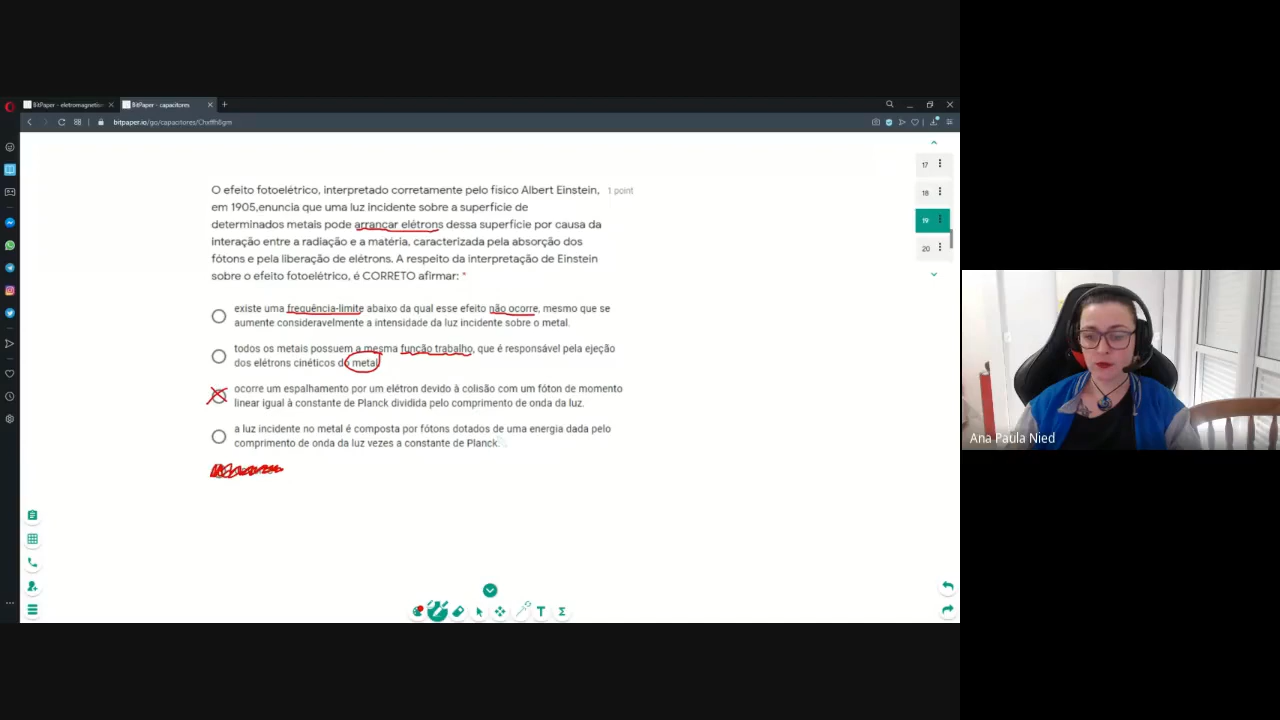 BitPaper - eletromagnetism
BitPaper - capacitores
bitpaper.io/go/capacitores/
O efeito fotoelétrico, interpretado corretamente pelo físico Albert Einstein, 1 point
em 1905,enuncia que uma luz incidente sobre a superfície de
determinados metais pode arrancar elétrons dessa superfície por causa da
interação entre a radiação e a matéria, caracterizada pela absorção dos
fótons e pela liberação de elétrons. A respeito da interpretação de Einstein
sobre o efeito fotoelétrico, é CORRETO afirmar: *
existe uma frequência-limite abaixo da qual esse efeito não ocorre, mesmo que se
aumente consideravelmente a intensidade da luz incidente sobre o metal.
todos os metais possuem a mesma função trabalho, que é responsável pela ejeção
dos elétrons cinéticos do metal
ocorre um espalhamento por um elétron devido à colisão com um fóton de momento
linear igual à constante de Planck dividida pelo comprimento de onda da luz.
a luz incidente no metal é composta por fótons dotados de uma energia dada pelo
comprimento de onda da luz vezes a constante de Planck.
17
18
19
20
T
Σ
Ana Paula Nied